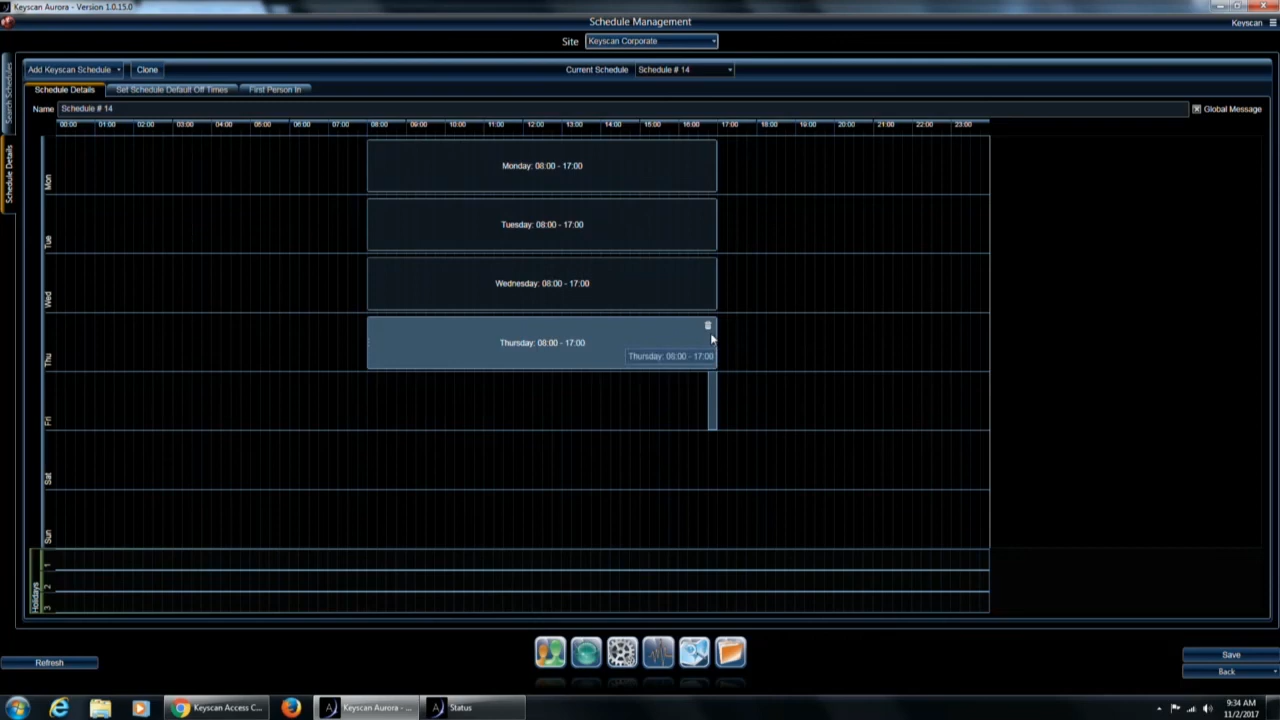 Keyscan Aurora - Version 1.0.15.0
Schedule Management
Keyscan
Site Keyscan Corporate
Search Schedules
Schedule Details
Add Keyscan Schedule Clone Current Schedule Schedule # 14
Schedule Details Set Schedule Default Off Times First Person In
Name Schedule # 14 Global Message
00:00 01:00 02:00 03:00 04:00 05:00 06:00 07:00 08:00 09:00 10:00 11:00 12:00 13:00 14:00 15:00 16:00 17:00 18:00 19:00 20:00 21:00 22:00 23:00
Mon Monday: 08:00 - 17:00
Tue Tuesday: 08:00 - 17:00
Wed Wednesday: 08:00 - 17:00
Thu Thursday: 08:00 - 17:00
Thursday: 08:00 - 17:00
Fri
Sat
Sun
Holidays
1
2
3
Refresh
Save
Back
Keyscan Access C... Keyscan Aurora - ... Status
9:34 AM
11/2/2017